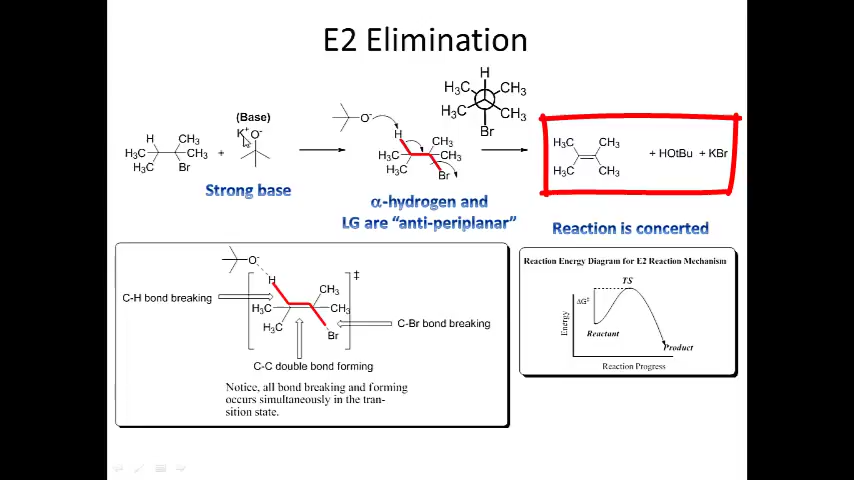 E2 Elimination
(Base)
H CH3
H3C
H3C Br
+
K+ O-
Strong base
O-
H
CH3
H3C CH3
H3C
Br
α-hydrogen and
LG are "anti-periplanar"
H
H3C CH3
H3C CH3
Br
H3C CH3
H3C CH3
+ HOtBu + KBr
Reaction is concerted
O-
‡
H
C-H bond breaking
CH3
H3C CH3
H3C
Br
C-Br bond breaking
C-C double bond forming
Notice, all bond breaking and forming
occurs simultaneously in the tran-
sition state.
Reaction Energy Diagram for E2 Reaction Mechanism
TS
ΔG‡
Energy
Reactant
Product
Reaction Progress